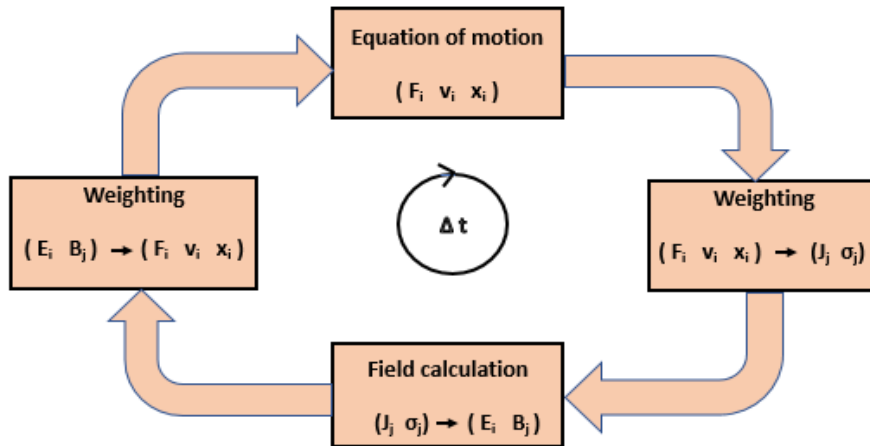 Equation of motion
( Fᵢ vᵢ xᵢ )
Weighting
( Fᵢ vᵢ xᵢ ) → (Jⱼ σⱼ)
Field calculation
(Jⱼ σⱼ) → ( Eᵢ Bⱼ )
Weighting
( Eᵢ Bⱼ ) → ( Fᵢ vᵢ xᵢ )
Δ t